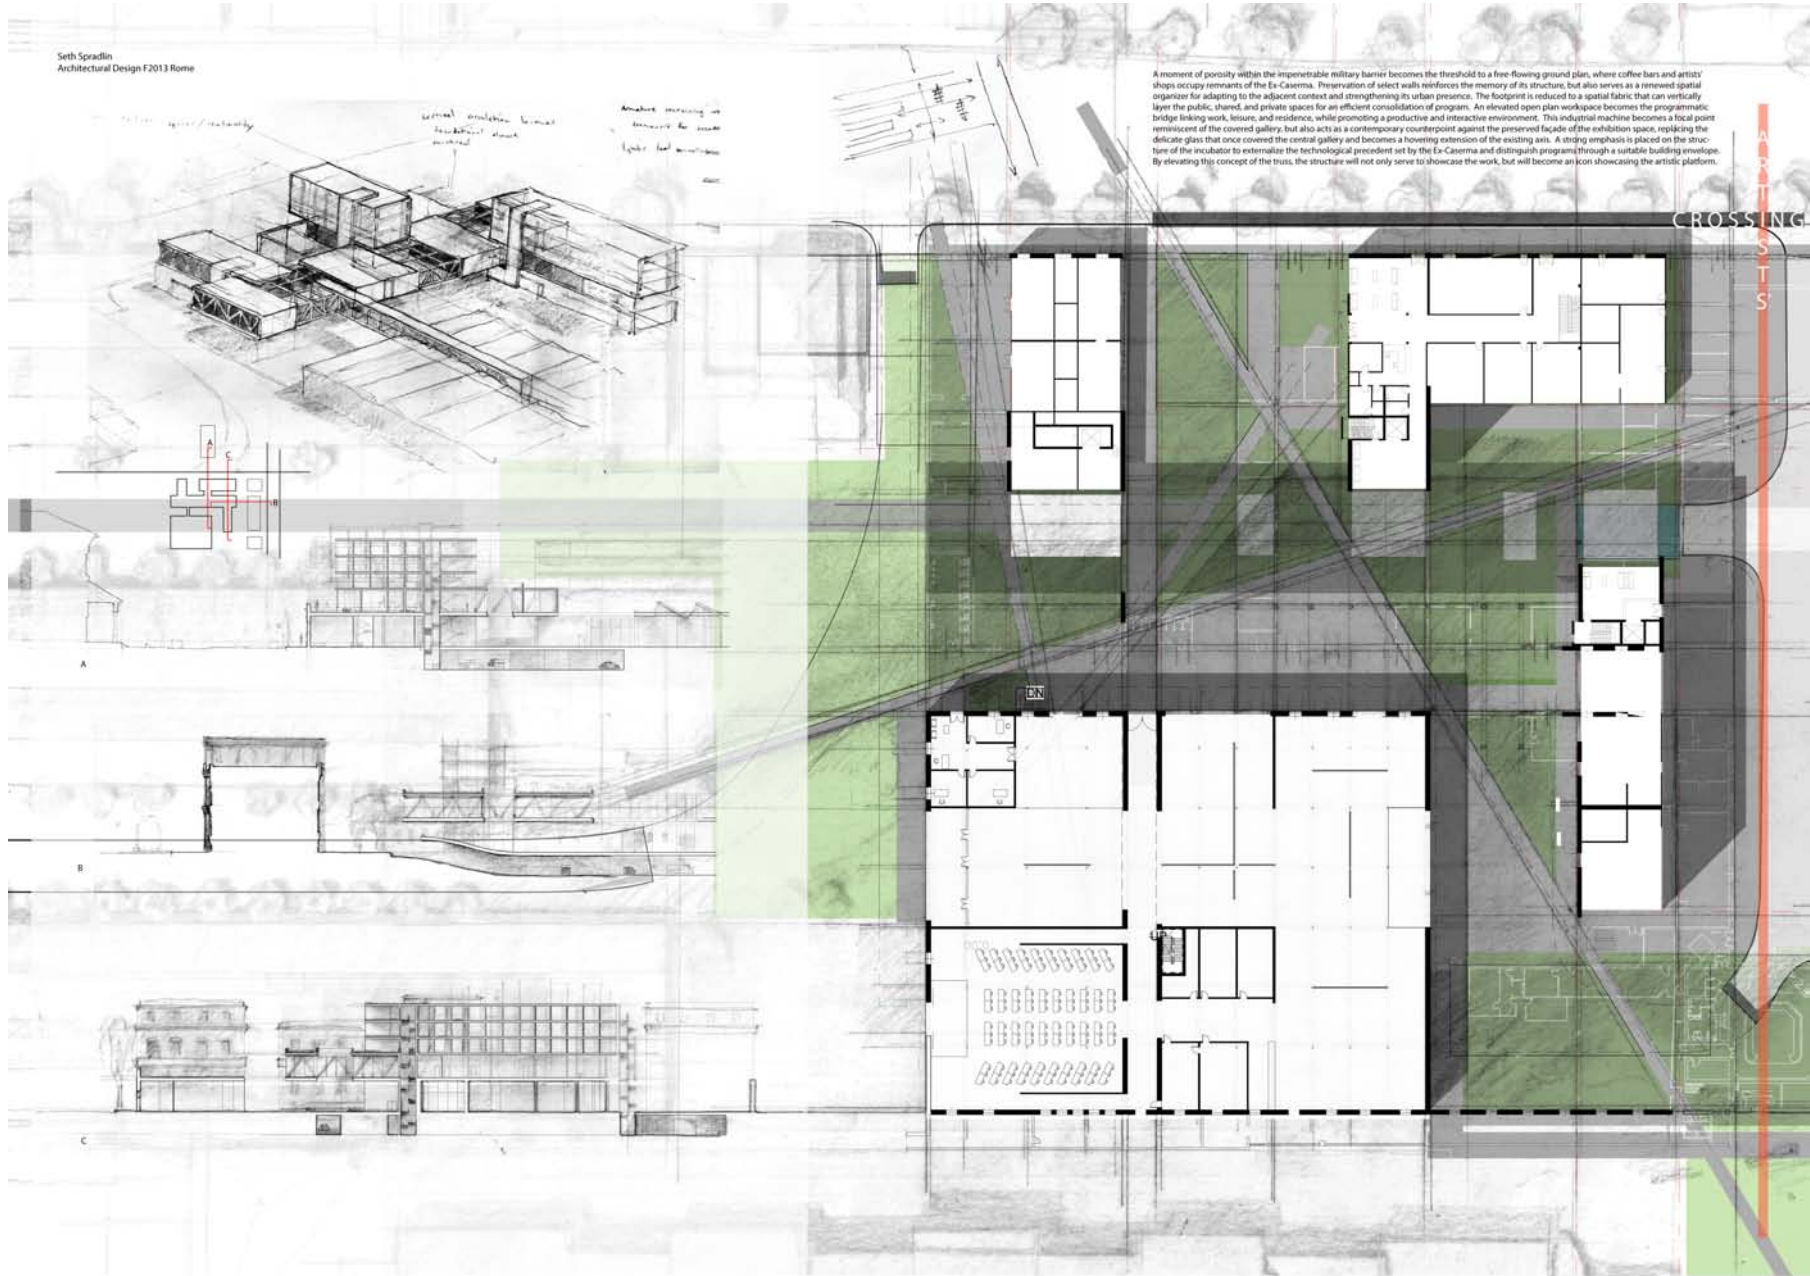 Seth Spradlin
Architectural Design F2013 Rome
A moment of porosity within the impenetrable military barrier becomes the threshold to a free-flowing ground plan, where coffee bars and artists'
shops occupy remnants of the Ex-Caserma. Preservation of select walls reinforces the memory of its structure, but also serves as a renewed spatial
organizer for adapting to the adjacent context and strengthening its urban presence. The footprint is reduced to a spatial fabric that can vertically
layer the public, shared, and private spaces for an efficient consolidation of program. An elevated open plan workspace becomes the programmatic
bridge linking work, leisure, and residence, while promoting a productive and interactive environment. This industrial machine becomes a focal point
reminiscent of the covered gallery, but also acts as a contemporary counterpoint against the preserved façade of the exhibition space, replacing the
delicate glass that once covered the central gallery and becomes a hovering extension of the existing axis. A strong emphasis is placed on the struc-
ture of the incubator to externalize the technological precedent set by the Ex-Caserma and distinguish programs through a suitable building envelope.
By elevating this concept of the truss, the structure will not only serve to showcase the work, but will become an icon showcasing the artistic platform.
ARTISTS'
CROSSING
A
C
B
A
DN
B
C